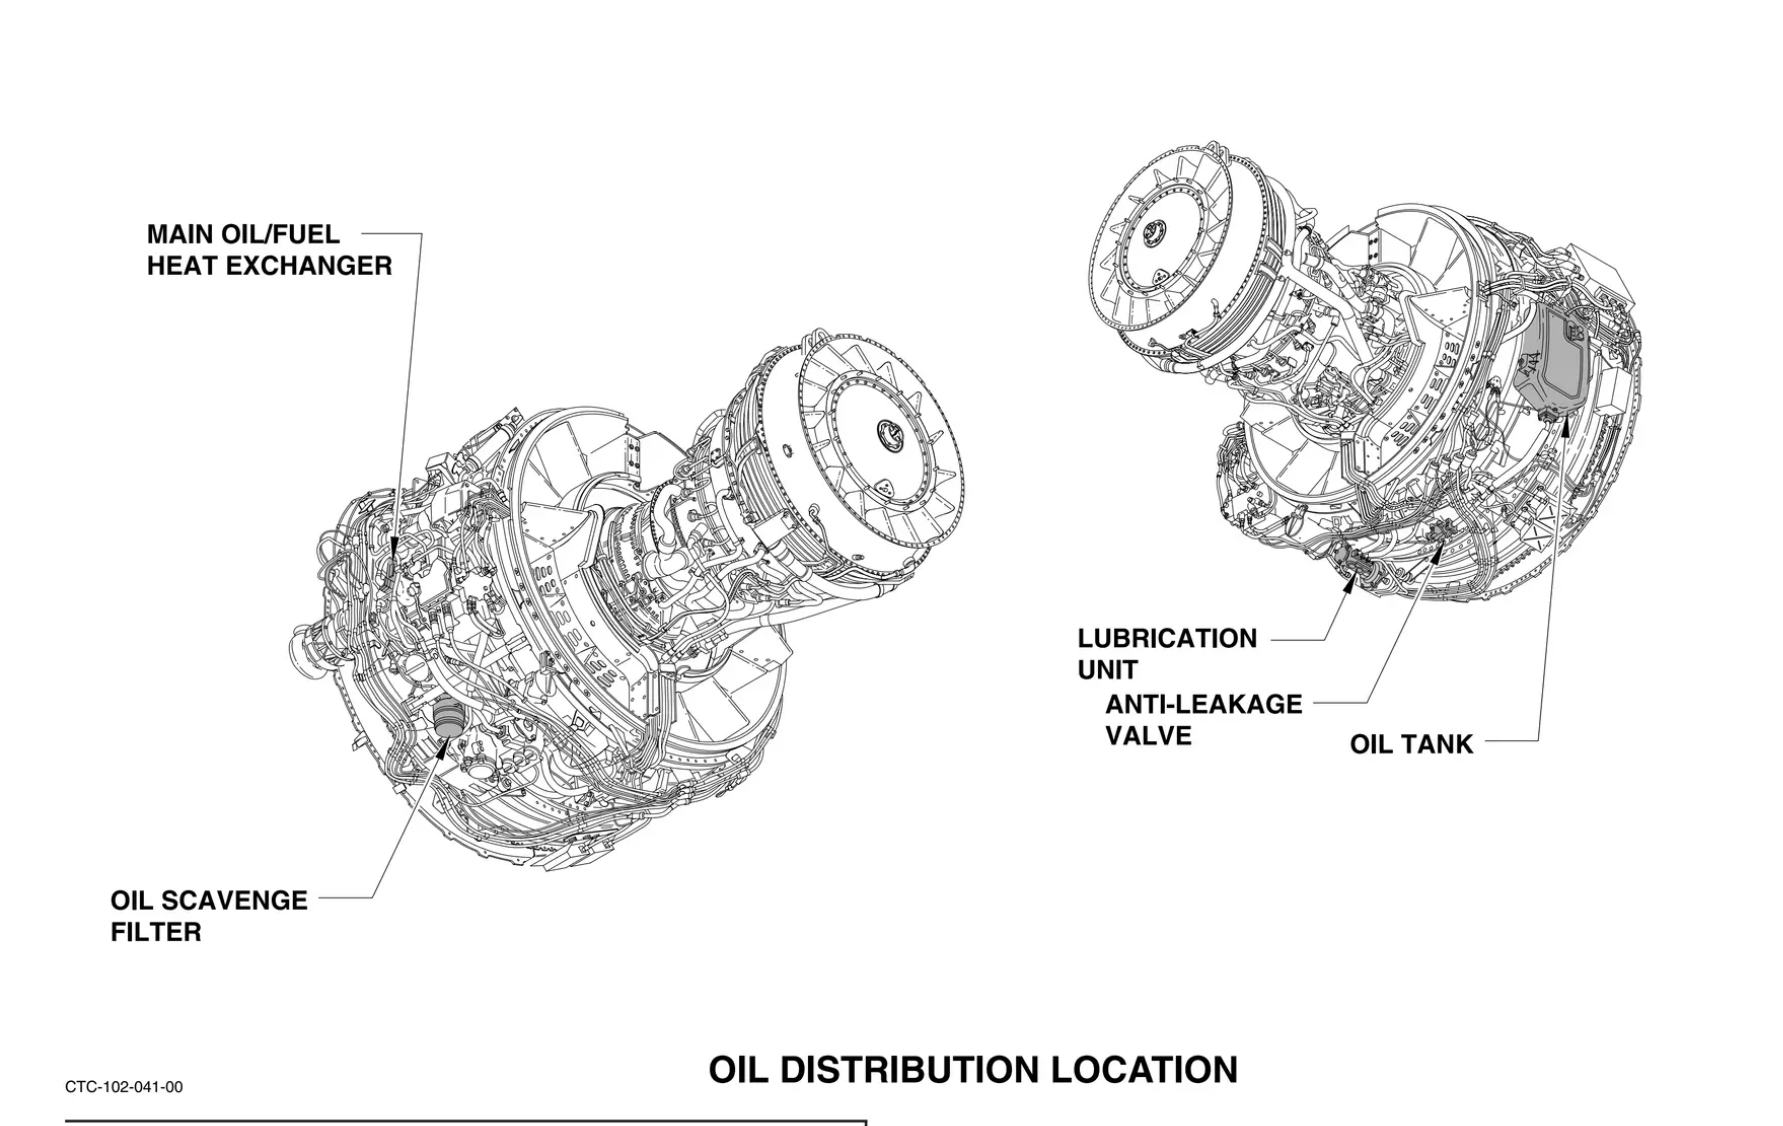 MAIN OIL/FUEL
HEAT EXCHANGER
OIL SCAVENGE
FILTER
LUBRICATION
UNIT
ANTI-LEAKAGE
VALVE
OIL TANK
CTC-102-041-00
OIL DISTRIBUTION LOCATION